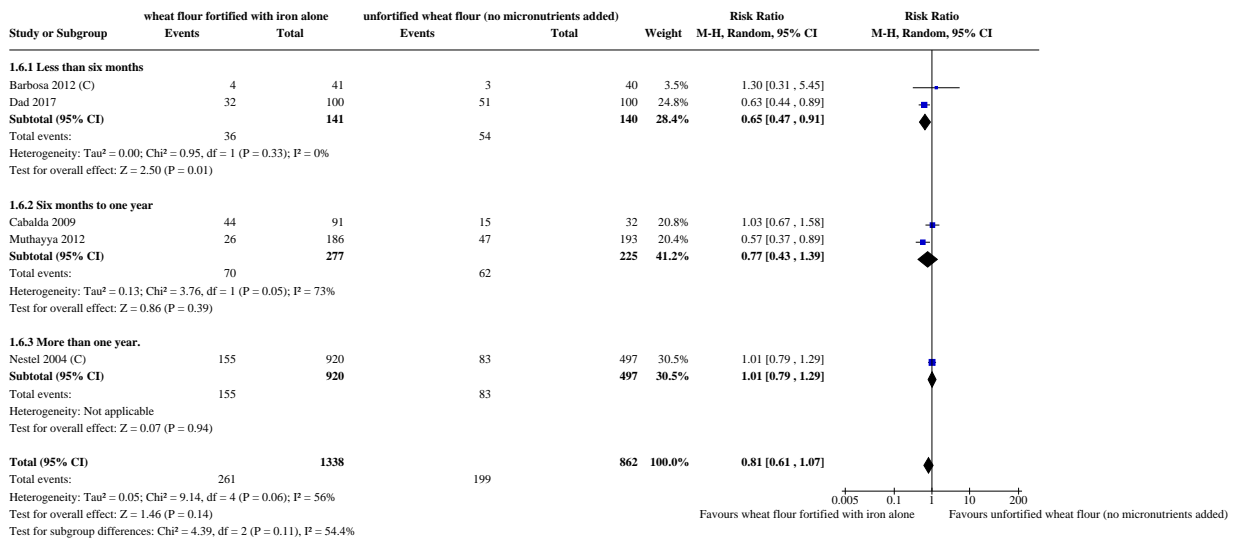 wheat flour fortified with iron alone unfortified wheat flour (no micronutrients added) Risk Ratio Risk Ratio
Study or Subgroup Events Total Events Total Weight M-H, Random, 95% CI M-H, Random, 95% CI
1.6.1 Less than six months
Barbosa 2012 (C) 4 41 3 40 3.5% 1.30 [0.31 , 5.45]
Dad 2017 32 100 51 100 24.8% 0.63 [0.44 , 0.89]
Subtotal (95% CI) 141 140 28.4% 0.65 [0.47 , 0.91]
Total events: 36 54
Heterogeneity: Tau² = 0.00; Chi² = 0.95, df = 1 (P = 0.33); I² = 0%
Test for overall effect: Z = 2.50 (P = 0.01)
1.6.2 Six months to one year
Cabalda 2009 44 91 15 32 20.8% 1.03 [0.67 , 1.58]
Muthayya 2012 26 186 47 193 20.4% 0.57 [0.37 , 0.89]
Subtotal (95% CI) 277 225 41.2% 0.77 [0.43 , 1.39]
Total events: 70 62
Heterogeneity: Tau² = 0.13; Chi² = 3.76, df = 1 (P = 0.05); I² = 73%
Test for overall effect: Z = 0.86 (P = 0.39)
1.6.3 More than one year.
Nestel 2004 (C) 155 920 83 497 30.5% 1.01 [0.79 , 1.29]
Subtotal (95% CI) 920 497 30.5% 1.01 [0.79 , 1.29]
Total events: 155 83
Heterogeneity: Not applicable
Test for overall effect: Z = 0.07 (P = 0.94)
Total (95% CI) 1338 862 100.0% 0.81 [0.61 , 1.07]
Total events: 261 199
Heterogeneity: Tau² = 0.05; Chi² = 9.14, df = 4 (P = 0.06); I² = 56%
0.005 0.1 1 10 200
Test for overall effect: Z = 1.46 (P = 0.14) Favours wheat flour fortified with iron alone Favours unfortified wheat flour (no micronutrients added)
Test for subgroup differences: Chi² = 4.39, df = 2 (P = 0.11), I² = 54.4%